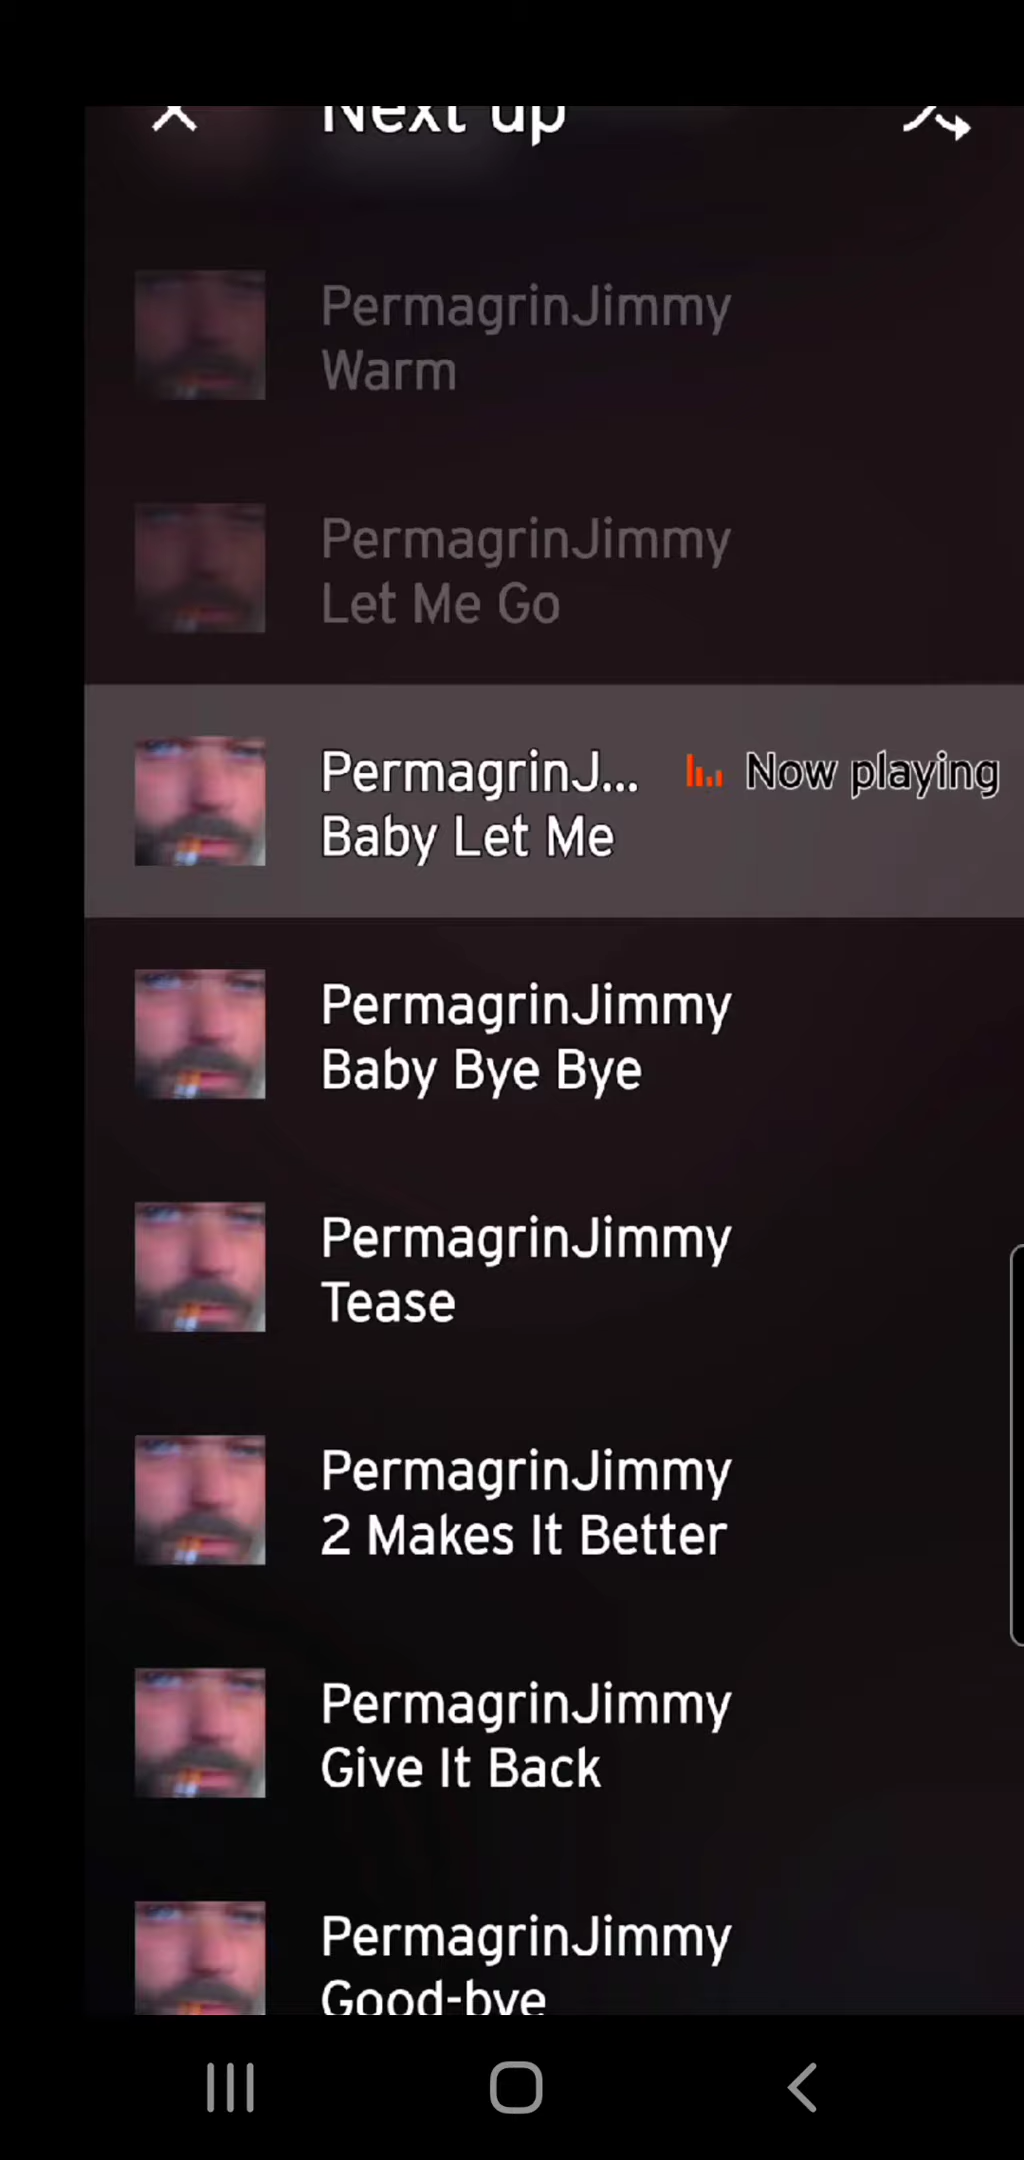 Next up
PermagrinJimmy
Warm
PermagrinJimmy
Let Me Go
PermagrinJ... Now playing
Baby Let Me
PermagrinJimmy
Baby Bye Bye
PermagrinJimmy
Tease
PermagrinJimmy
2 Makes It Better
PermagrinJimmy
Give It Back
PermagrinJimmy
Good-bye